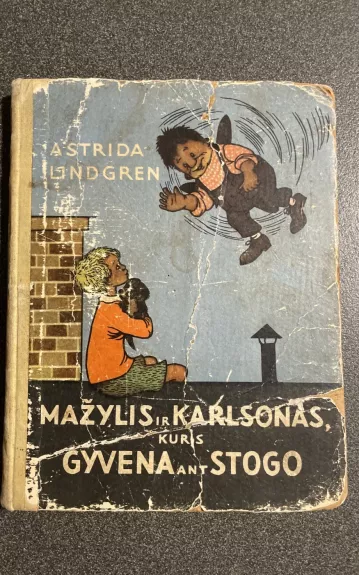 ASTRIDA
LINDGREN
MAŽYLIS IR KARLSONAS,
KURIS
GYVENA ANT STOGO